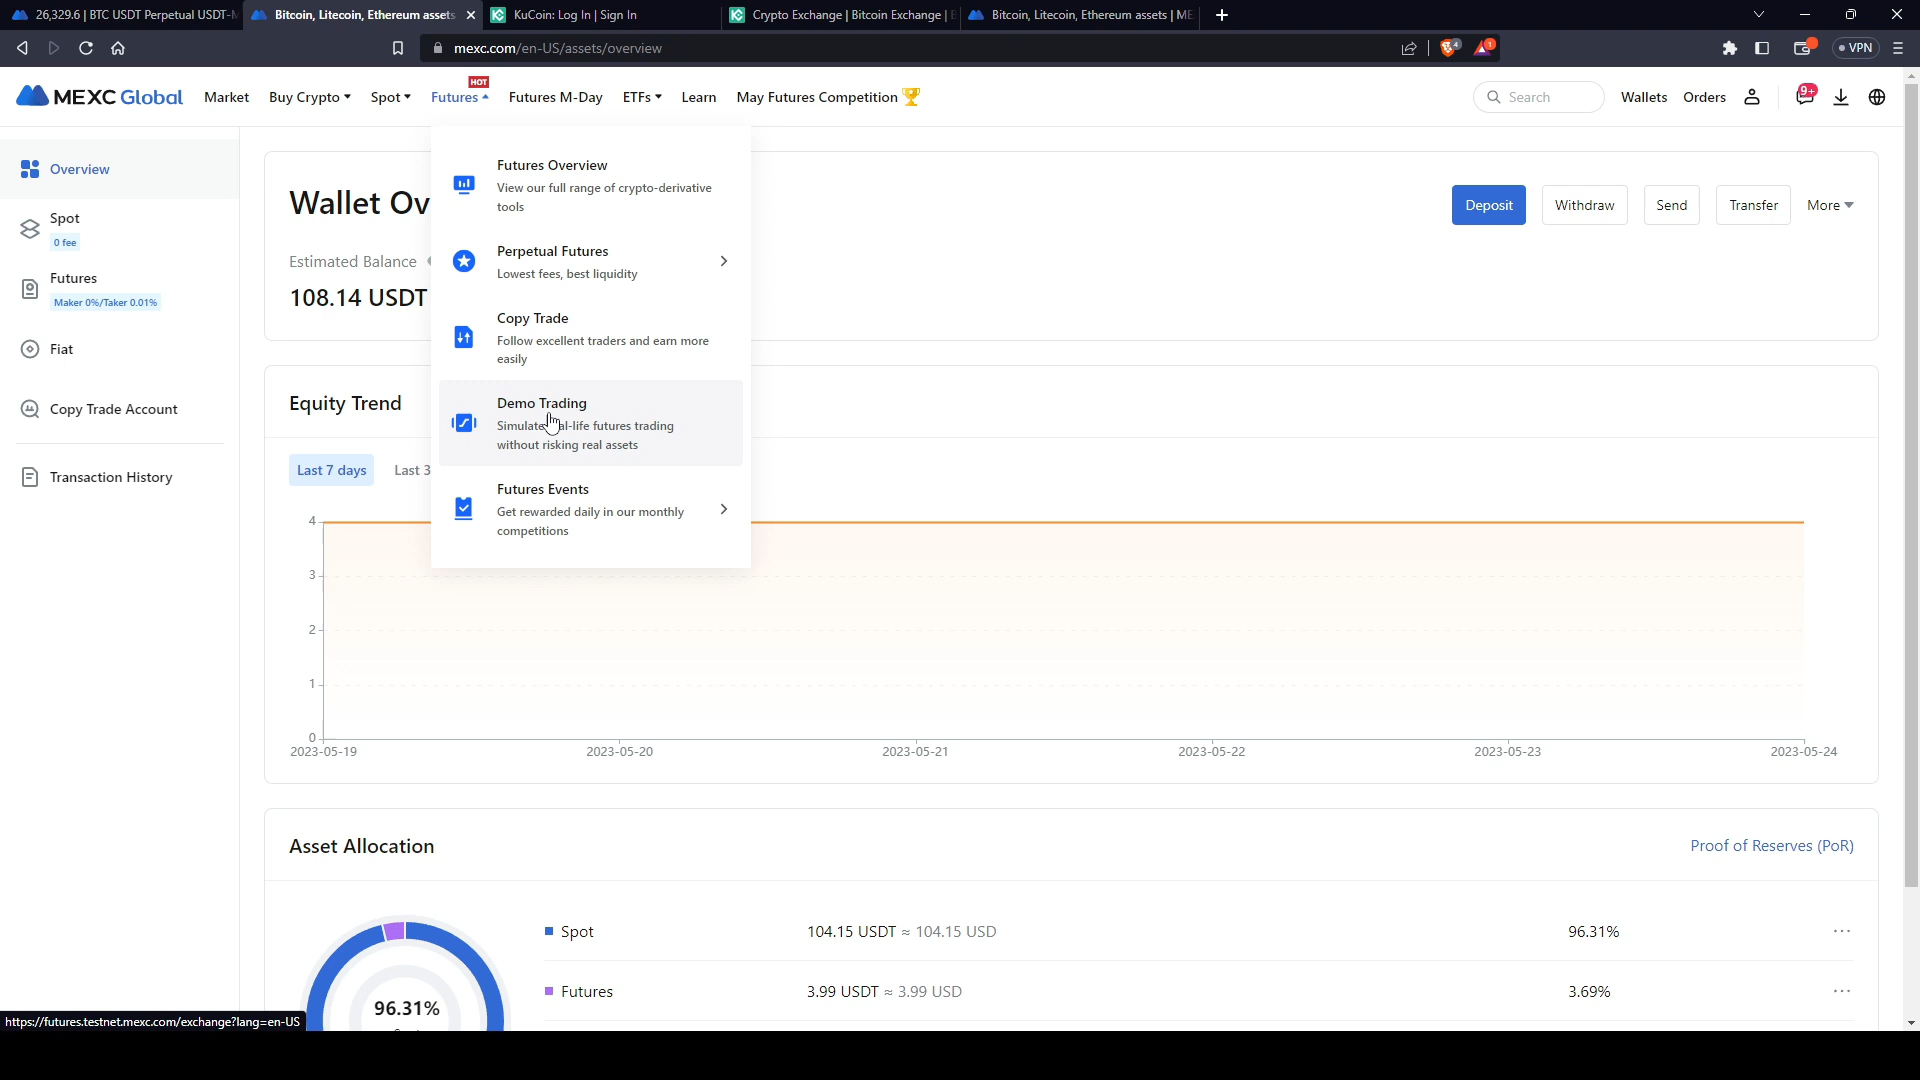 26,329.6 | BTC USDT Perpetual USDT-M
Bitcoin, Litecoin, Ethereum assets
KuCoin: Log In | Sign In
Crypto Exchange | Bitcoin Exchange |
Bitcoin, Litecoin, Ethereum assets | ME
mexc.com/en-US/assets/overview
4
1
VPN
MEXC Global
Market
Buy Crypto
Spot
HOT
Futures
Futures M-Day
ETFs
Learn
May Futures Competition
Search
Wallets
Orders
9+
Overview
Spot
0 fee
Futures
Maker 0%/Taker 0.01%
Fiat
Copy Trade Account
Transaction History
Wallet Ov
Estimated Balance
108.14 USDT
Deposit
Withdraw
Send
Transfer
More
Futures Overview
View our full range of crypto-derivative
tools
Perpetual Futures
Lowest fees, best liquidity
Copy Trade
Follow excellent traders and earn more
easily
Demo Trading
Simulate al-life futures trading
without risking real assets
Futures Events
Get rewarded daily in our monthly
competitions
Equity Trend
Last 7 days
Last 3
4
3
2
1
0
2023-05-19
2023-05-20
2023-05-21
2023-05-22
2023-05-23
2023-05-24
Asset Allocation
Proof of Reserves (PoR)
96.31%
Spot
104.15 USDT ≈ 104.15 USD
96.31%
...
Futures
3.99 USDT ≈ 3.99 USD
3.69%
...
https://futures.testnet.mexc.com/exchange?lang=en-US